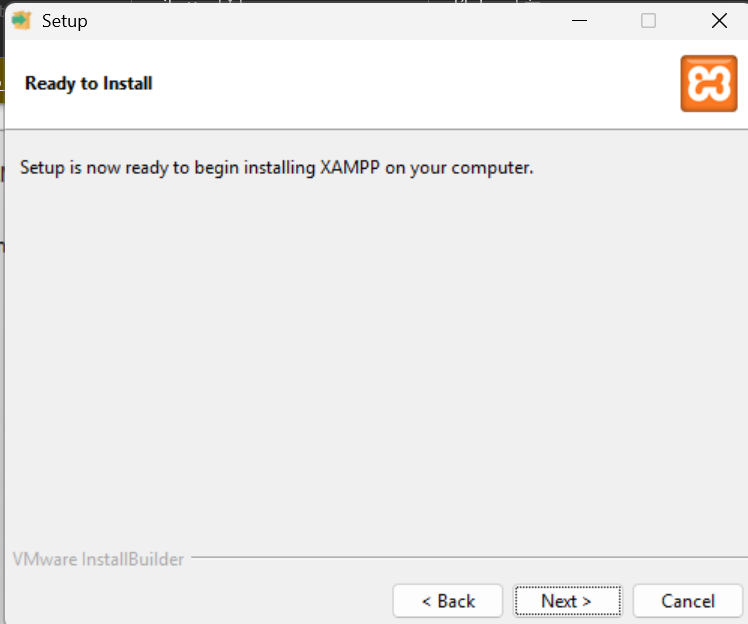 Setup
Ready to Install
Setup is now ready to begin installing XAMPP on your computer.
VMware InstallBuilder
< Back
Next >
Cancel